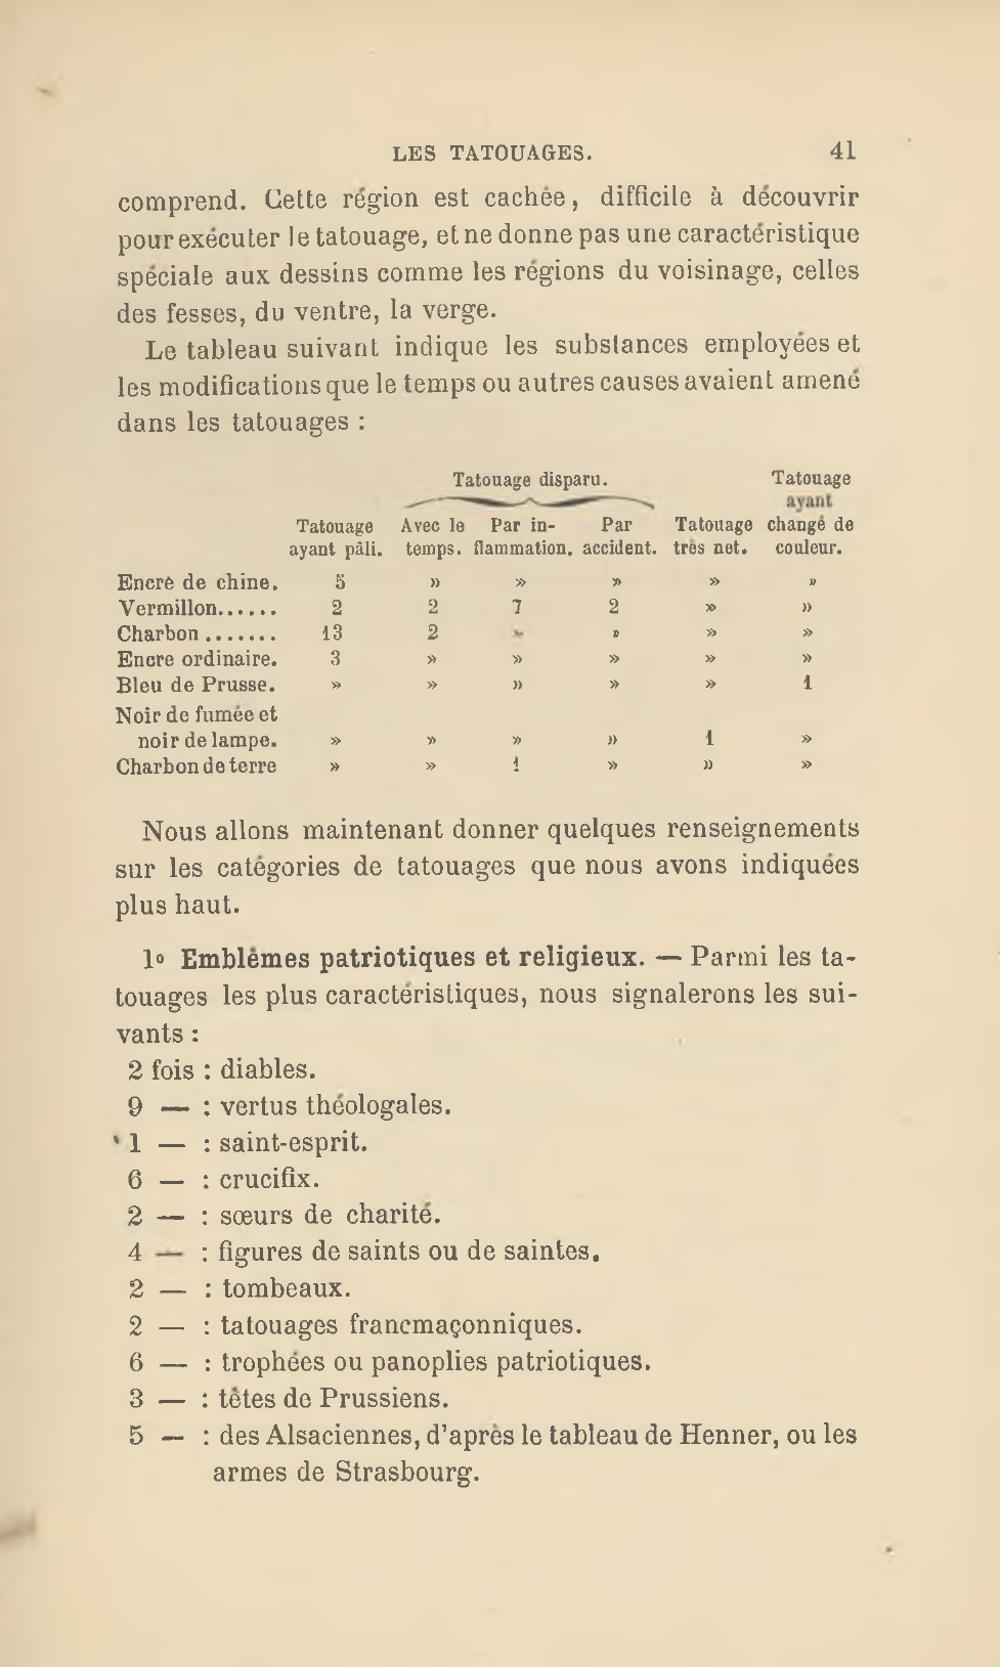 LES TATOUAGES. 41
comprend. Cette région est cachée, difficile à découvrir
pour exécuter le tatouage, et ne donne pas une caractéristique
spéciale aux dessins comme les régions du voisinage, celles
des fesses, du ventre, la verge.
Le tableau suivant indique les substances employées et
les modifications que le temps ou autres causes avaient amené
dans les tatouages :
Tatouage disparu. Tatouage
ayant
Tatouage Avec le Par in- Par Tatouage changé de
ayant pâli. temps. flammation. accident. très net. couleur.
Encre de chine. 5 » » » » »
Vermillon...... 2 2 7 2 » »
Charbon ....... 13 2 » » » »
Encre ordinaire. 3 » » » » »
Bleu de Prusse. » » » » » 1
Noir de fumée et
noir de lampe. » » » » 1 »
Charbon de terre » » 1 » » »
Nous allons maintenant donner quelques renseignements
sur les catégories de tatouages que nous avons indiquées
plus haut.
1º Emblèmes patriotiques et religieux. — Parmi les ta-
touages les plus caractéristiques, nous signalerons les sui-
vants :
2 fois : diables.
9 — : vertus théologales.
1 — : saint-esprit.
6 — : crucifix.
2 — : sœurs de charité.
4 — : figures de saints ou de saintes.
2 — : tombeaux.
2 — : tatouages francmaçonniques.
6 — : trophées ou panoplies patriotiques.
3 — : têtes de Prussiens.
5 — : des Alsaciennes, d'après le tableau de Henner, ou les
armes de Strasbourg.